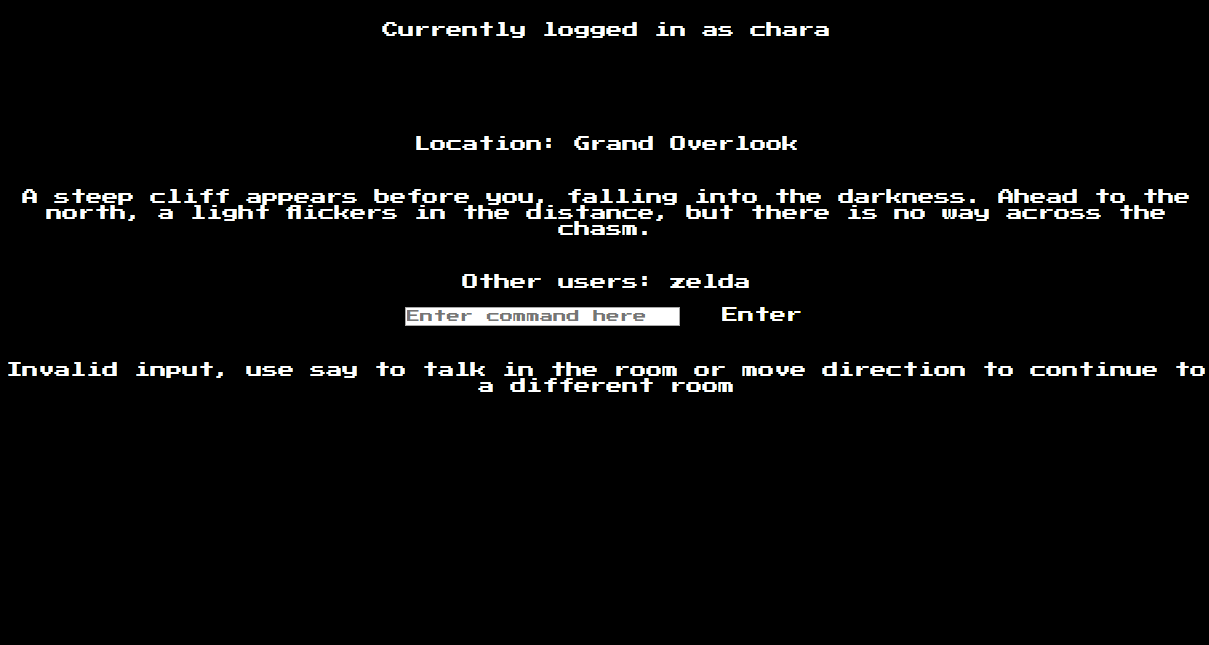 Currently logged in as chara
Location: Grand Overlook
A steep cliff appears before you, falling into the darkness. Ahead to the
north, a light flickers in the distance, but there is no way across the
chasm.
Other users: zelda
Enter command here Enter
Invalid input, use say to talk in the room or move direction to continue to
a different room